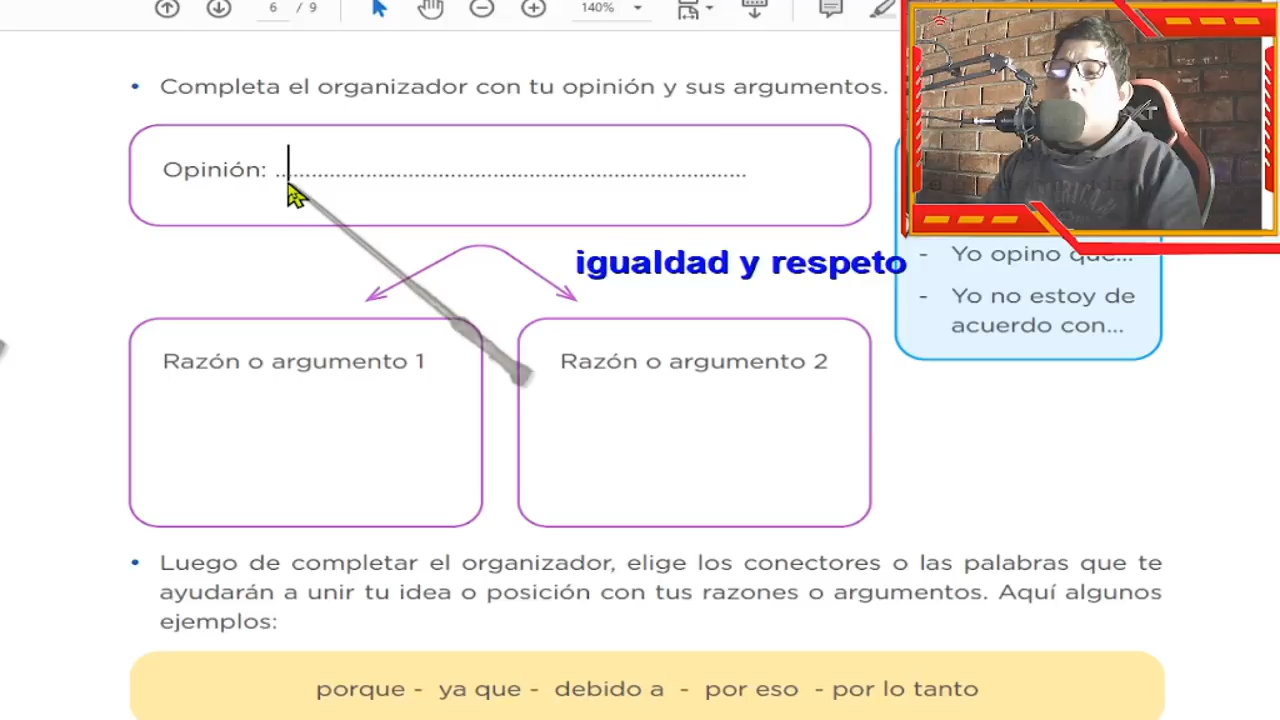 6 / 9
140%
• Completa el organizador con tu opinión y sus argumentos.
Opinión: ...........................................................................
igualdad y respeto
- Yo opino que...
- Yo no estoy de
acuerdo con...
Razón o argumento 1
Razón o argumento 2
• Luego de completar el organizador, elige los conectores o las palabras que te
ayudarán a unir tu idea o posición con tus razones o argumentos. Aquí algunos
ejemplos:
porque - ya que - debido a - por eso - por lo tanto